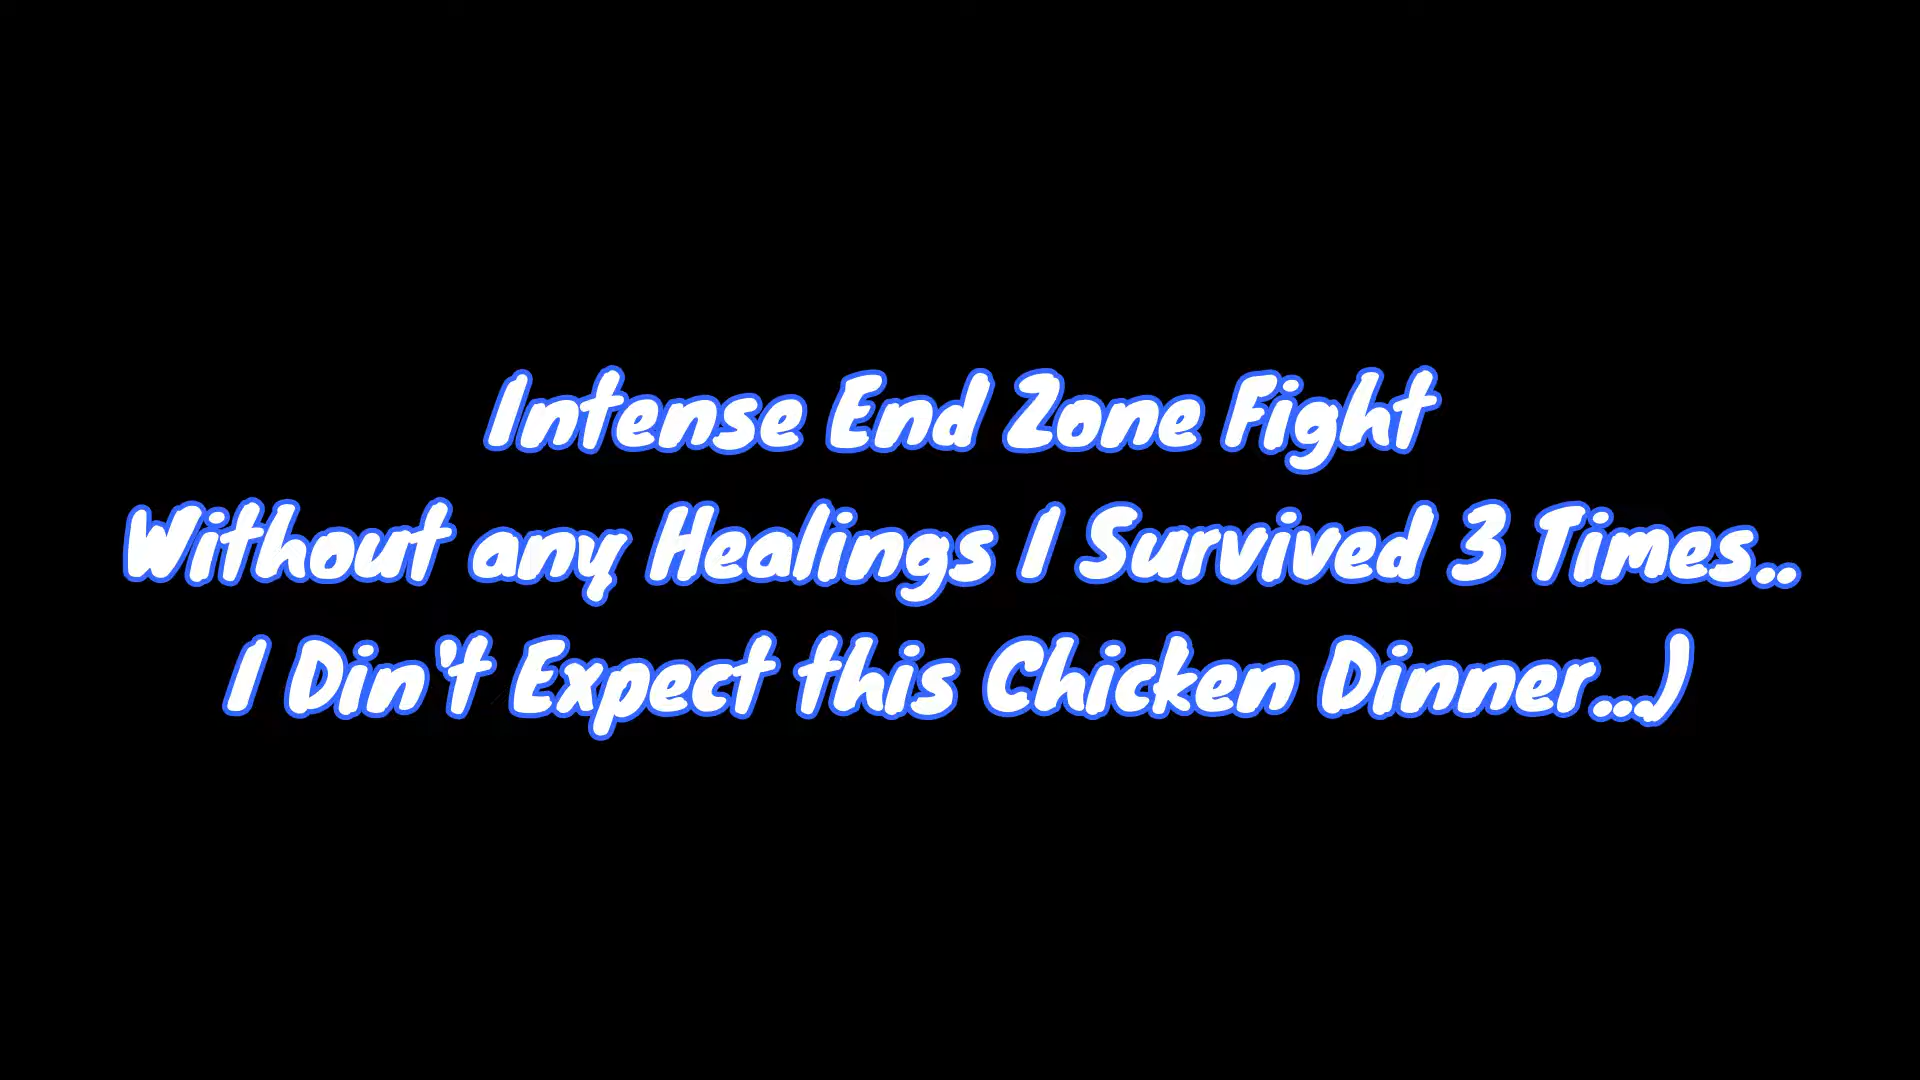 Intense End Zone Fight
Without any Healings I Survived 3 Times..
I Din't Expect this Chicken Dinner...)